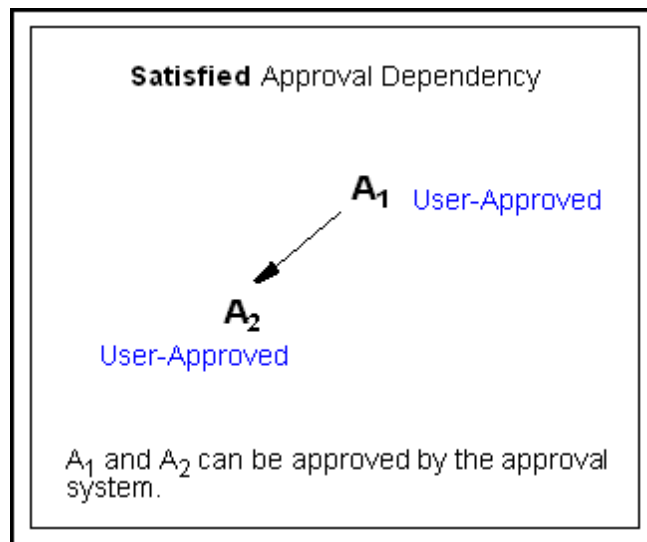 Satisfied Approval Dependency
A1 User-Approved
A2
User-Approved
A1 and A2 can be approved by the approval
system.